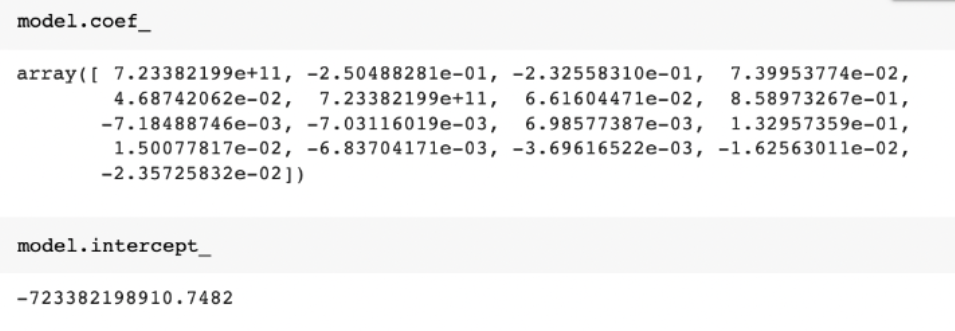 model.coef_
array([ 7.23382199e+11, -2.50488281e-01, -2.32558310e-01,  7.39953774e-02,
        4.68742062e-02,  7.23382199e+11,  6.61604471e-02,  8.58973267e-01,
       -7.18488746e-03, -7.03116019e-03,  6.98577387e-03,  1.32957359e-01,
        1.50077817e-02, -6.83704171e-03, -3.69616522e-03, -1.62563011e-02,
       -2.35725832e-02])
model.intercept_
-723382198910.7482